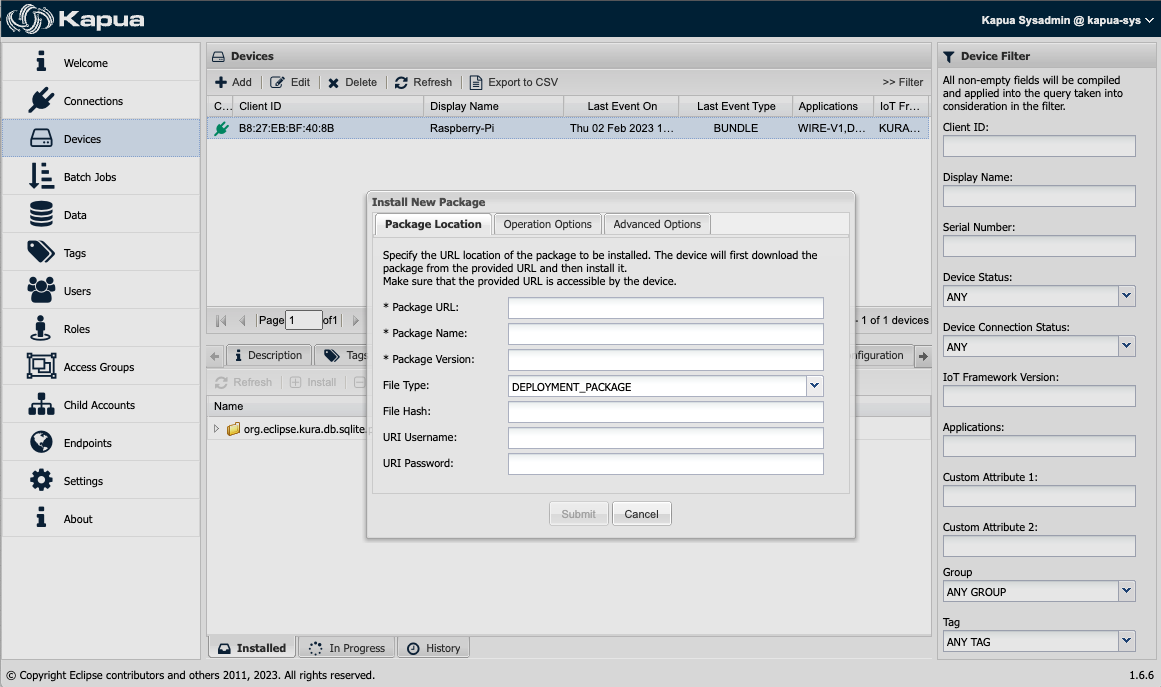 Kapua
Kapua Sysadmin @ kapua-sys
Welcome
Connections
Devices
Batch Jobs
Data
Tags
Users
Roles
Access Groups
Child Accounts
Endpoints
Settings
About
Devices
Add Edit Delete Refresh Export to CSV >> Filter
C... Client ID Display Name Last Event On Last Event Type Applications IoT Fr...
B8:27:EB:BF:40:8B Raspberry-Pi Thu 02 Feb 2023 1... BUNDLE WIRE-V1,D... KURA...
Install New Package
Package Location Operation Options Advanced Options
Specify the URL location of the package to be installed. The device will first download the
package from the provided URL and then install it.
Make sure that the provided URL is accessible by the device.
* Package URL:
* Package Name:
* Package Version:
File Type: DEPLOYMENT_PACKAGE
File Hash:
URI Username:
URI Password:
Submit Cancel
Page 1 of1 - 1 of 1 devices
Description Tags figuration
Refresh Install
Name
org.eclipse.kura.db.sqlite.
Installed In Progress History
Device Filter
All non-empty fields will be compiled
and applied into the query taken into
consideration in the filter.
Client ID:
Display Name:
Serial Number:
Device Status:
ANY
Device Connection Status:
ANY
IoT Framework Version:
Applications:
Custom Attribute 1:
Custom Attribute 2:
Group
ANY GROUP
Tag
ANY TAG
© Copyright Eclipse contributors and others 2011, 2023. All rights reserved.
1.6.6